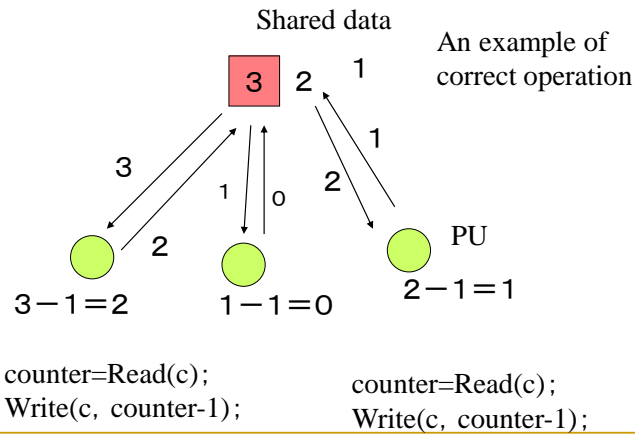 Shared data
An example of
correct operation
3 2 1
3
2
1
0
2
1
PU
3－1＝2
1－1＝0
2－1＝1
counter=Read(c);
Write(c, counter-1);
counter=Read(c);
Write(c, counter-1);